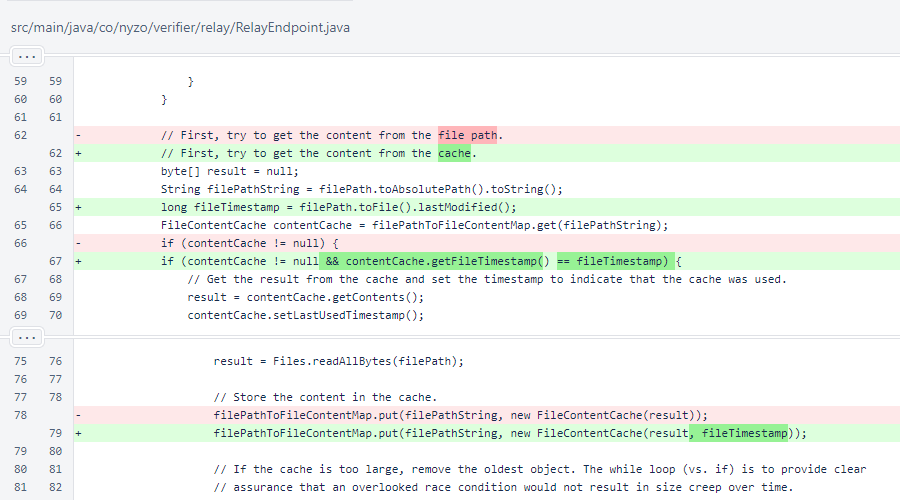 src/main/java/co/nyzo/verifier/relay/RelayEndpoint.java
...
59 59 }
60 60 }
61 61
62 - // First, try to get the content from the file path.
62 + // First, try to get the content from the cache.
63 63 byte[] result = null;
64 64 String filePathString = filePath.toAbsolutePath().toString();
65 + long fileTimestamp = filePath.toFile().lastModified();
65 66 FileContentCache contentCache = filePathToFileContentMap.get(filePathString);
66 - if (contentCache != null) {
67 + if (contentCache != null && contentCache.getFileTimestamp() == fileTimestamp) {
67 68 // Get the result from the cache and set the timestamp to indicate that the cache was used.
68 69 result = contentCache.getContents();
69 70 contentCache.setLastUsedTimestamp();
...
75 76 result = Files.readAllBytes(filePath);
76 77
77 78 // Store the content in the cache.
78 - filePathToFileContentMap.put(filePathString, new FileContentCache(result));
79 + filePathToFileContentMap.put(filePathString, new FileContentCache(result, fileTimestamp));
79 80
80 81 // If the cache is too large, remove the oldest object. The while loop (vs. if) is to provide clear
81 82 // assurance that an overlooked race condition would not result in size creep over time.